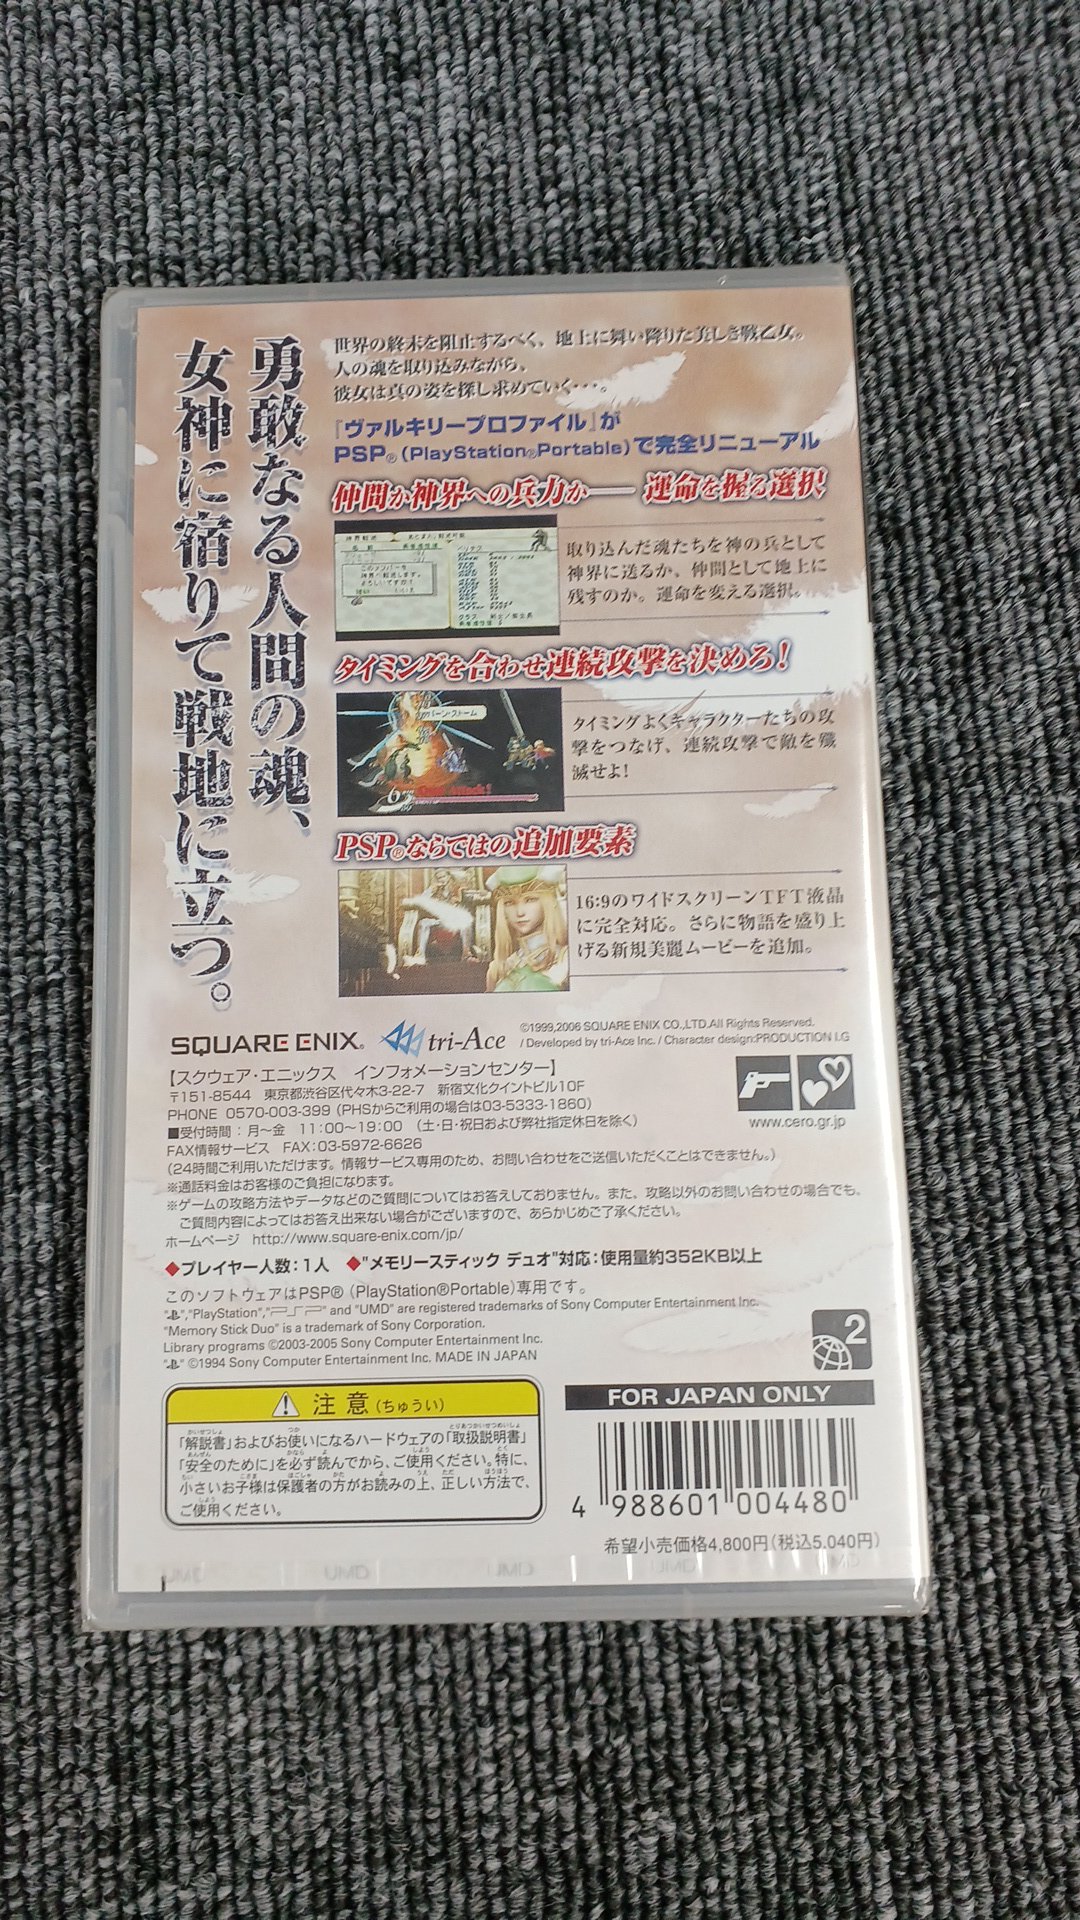 勇敢なる人間の魂、
女神に宿りて戦地に立つ。
世界の終末を阻止するべく、地上に舞い降りた美しき戦乙女。
人の魂を取り込みながら、
彼女は真の姿を探し求めていく・・・。
『ヴァルキリープロファイル』が
PSP®(PlayStation®Portable)で完全リニューアル
仲間か神界への兵力か── 運命を握る選択
このメンバーを
神界へ転送します。
よろしいですか?
取り込んだ魂たちを神の兵として
神界に送るか、仲間として地上に
残すのか。運命を変える選択。
タイミングを合わせ連続攻撃を決めろ!
タイミングよくキャラクターたちの攻
撃をつなげ、連続攻撃で敵を殲
滅せよ!
PSP®ならではの追加要素
16:9のワイドスクリーンTFT液晶
に完全対応。さらに物語を盛り上
げる新規美麗ムービーを追加。
SQUARE ENIX® tri-Ace
©1999,2006 SQUARE ENIX CO.,LTD.All Rights Reserved.
/ Developed by tri-Ace Inc. / Character design:PRODUCTION I.G
【スクウェア・エニックス インフォメーションセンター】
〒151-8544 東京都渋谷区代々木3-22-7 新宿文化クイントビル10F
PHONE 0570-003-399 (PHSからご利用の場合は03-5333-1860)
■受付時間:月~金 11:00~19:00 (土・日・祝日および弊社指定休日を除く)
FAX情報サービス FAX:03-5972-6626
(24時間ご利用いただけます。情報サービス専用のため、お問い合わせをご送信いただくことはできません。)
※通話料金はお客様のご負担になります。
※ゲームの攻略方法やデータなどのご質問についてはお答えしておりません。また、攻略以外のお問い合わせの場合でも、
ご質問内容によってはお答え出来ない場合がございますので、あらかじめご了承ください。
ホームページ http://www.square-enix.com/jp/
www.cero.gr.jp
◆プレイヤー人数:1人 ◆"メモリースティック デュオ"対応:使用量約352KB以上
このソフトウェアはPSP®(PlayStation®Portable)専用です。
"","PlayStation","PSP" and "UMD" are registered trademarks of Sony Computer Entertainment Inc.
"Memory Stick Duo" is a trademark of Sony Corporation.
Library programs ©2003-2005 Sony Computer Entertainment Inc.
"" ©1994 Sony Computer Entertainment Inc. MADE IN JAPAN
2
注意(ちゅうい)
「解説書」およびお使いになるハードウェアの「取扱説明書」
「安全のために」を必ず読んでから、ご使用ください。特に、
小さいお子様は保護者の方がお読みの上、正しい方法で、
ご使用ください。
FOR JAPAN ONLY
4 988601 004480
希望小売価格4,800円(税込5,040円)